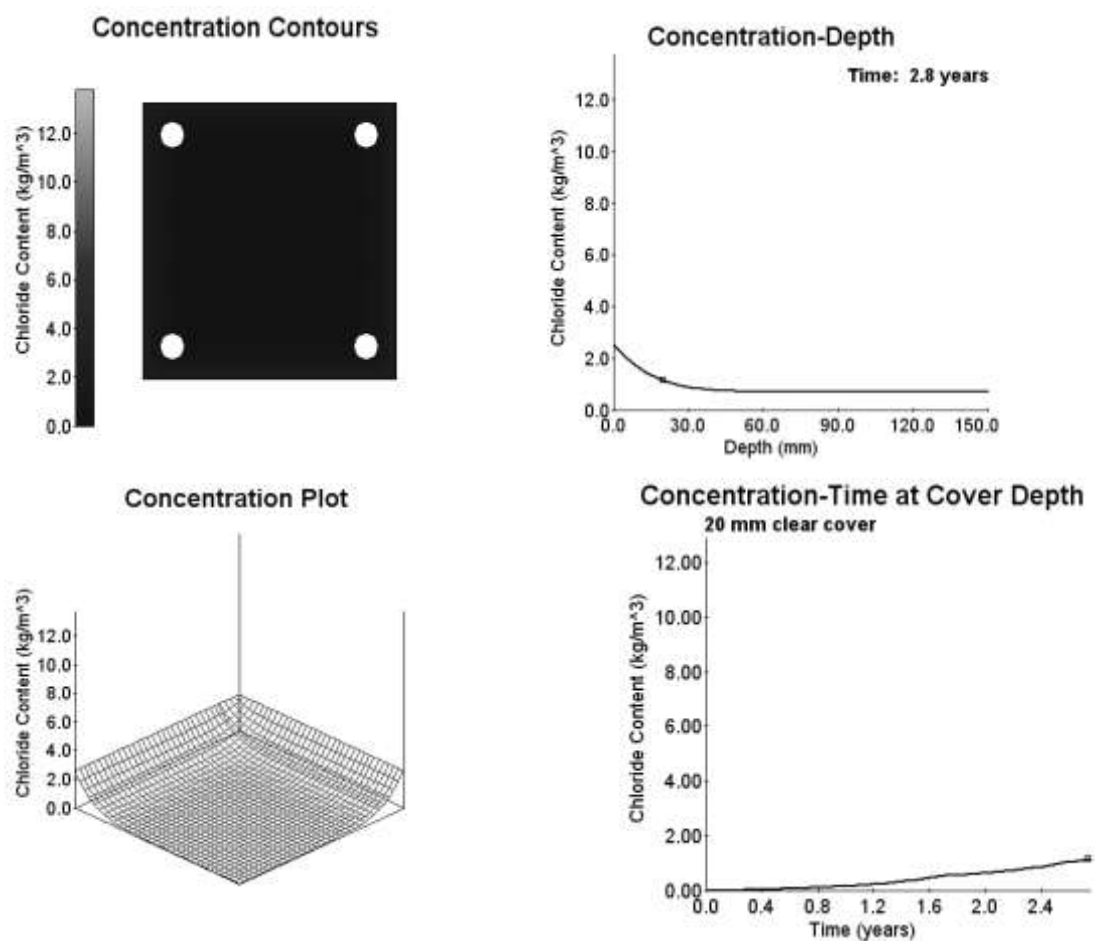 Concentration Contours
Chloride Content (kg/m^3)
12.0
10.0
8.0
6.0
4.0
2.0
0.0
Concentration-Depth
Time: 2.8 years
Chloride Content (kg/m^3)
12.0
10.0
8.0
6.0
4.0
2.0
0.0
0.0 30.0 60.0 90.0 120.0 150.0
Depth (mm)
Concentration Plot
Chloride Content (kg/m^3)
12.0
10.0
8.0
6.0
4.0
2.0
0.0
Concentration-Time at Cover Depth
20 mm clear cover
Chloride Content (kg/m^3)
12.00
10.00
8.00
6.00
4.00
2.00
0.00
0.0 0.4 0.8 1.2 1.6 2.0 2.4
Time (years)